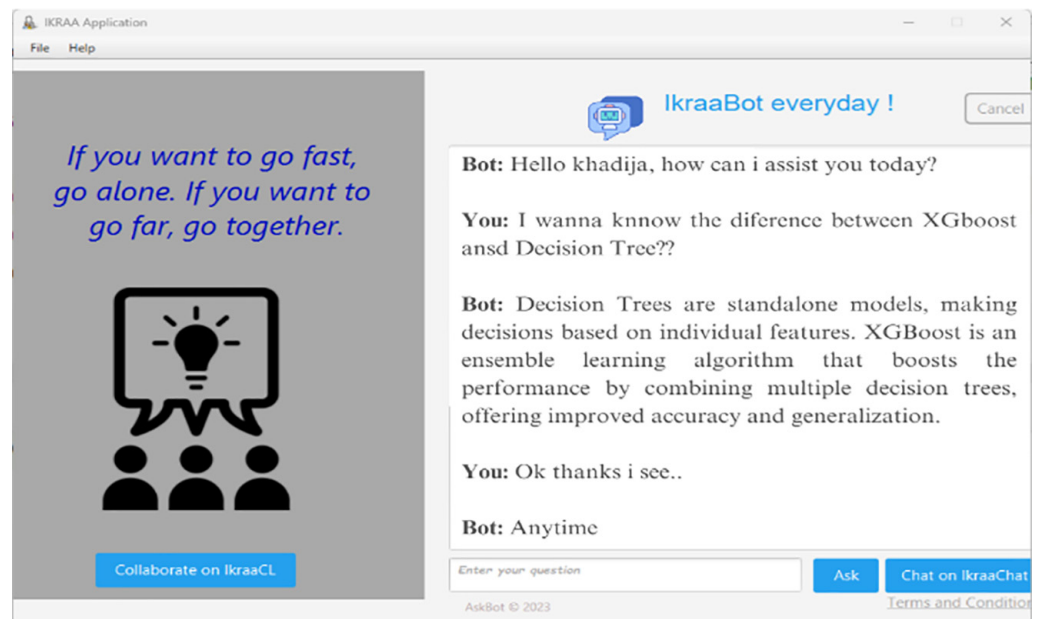 IKRAA Application
File Help
If you want to go fast,
go alone. If you want to
go far, go together.
Collaborate on IkraaCL
IkraaBot everyday !
Cancel
Bot: Hello khadija, how can i assist you today?
You: I wanna knnow the diference between XGboost
ansd Decision Tree??
Bot: Decision Trees are standalone models, making
decisions based on individual features. XGBoost is an
ensemble learning algorithm that boosts the
performance by combining multiple decision trees,
offering improved accuracy and generalization.
You: Ok thanks i see..
Bot: Anytime
Enter your question
Ask
Chat on IkraaChat
AskBot © 2023
Terms and Condition